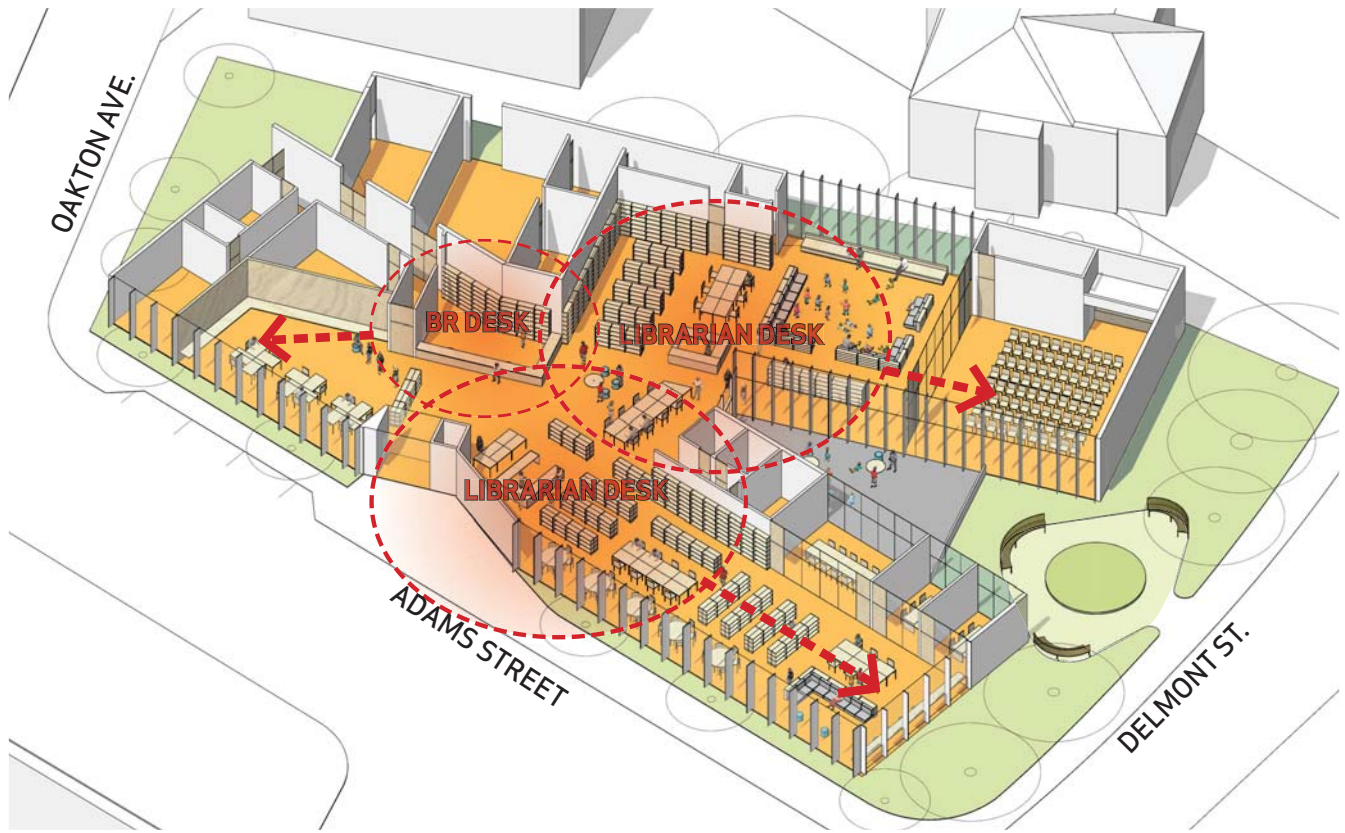 OAKTON AVE.
BR DESK
LIBRARIAN DESK
LIBRARIAN DESK
ADAMS STREET
DELMONT ST.